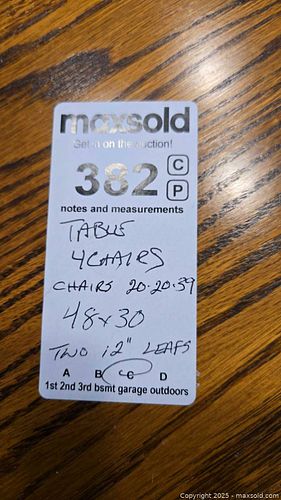 maxsold
Get in on the auction!
382 C
P
notes and measurements
TABLE
4 CHAIRS
CHAIRS 20·20·39
48x30
TWO 12" LEAFS
A B C D
1st 2nd 3rd bsmt garage outdoors
Copyright 2025 - maxsold.com